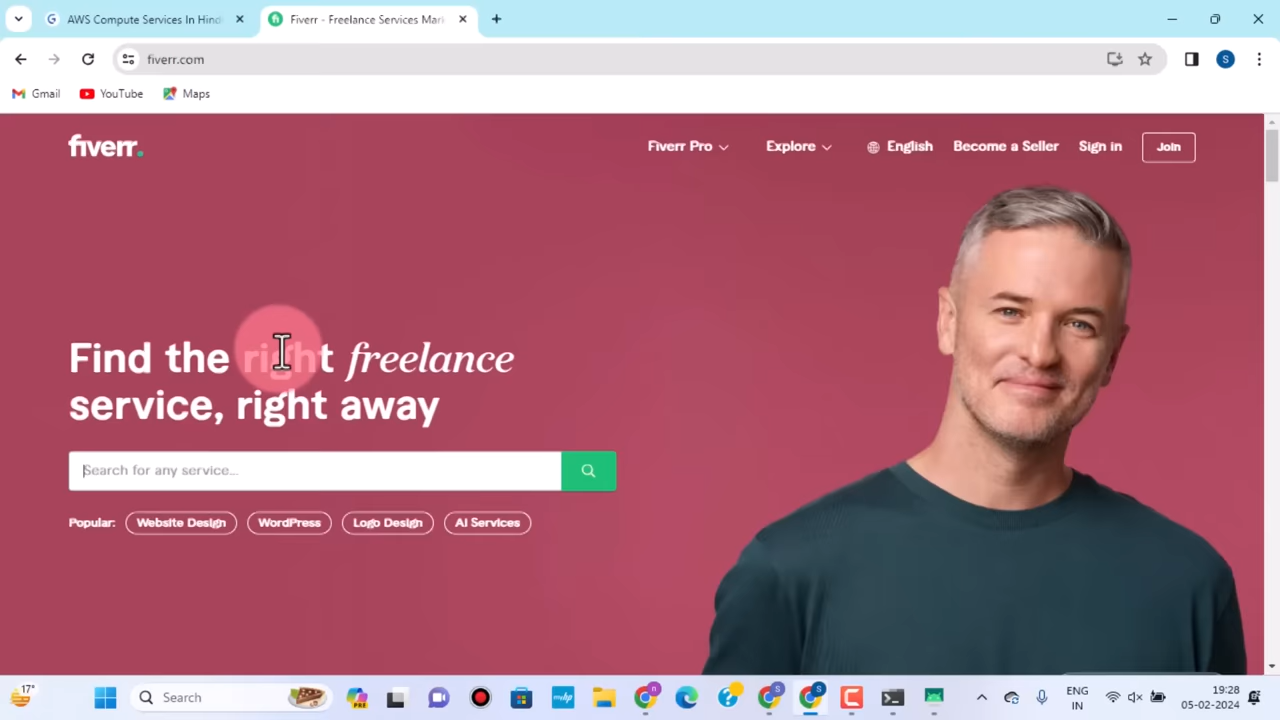 AWS Compute Services In Hind
Fiverr - Freelance Services Mark
fiverr.com
Gmail
YouTube
Maps
fiverr.
Fiverr Pro
Explore
English
Become a Seller
Sign in
Join
Find the right freelance
service, right away
Search for any service...
Popular:
Website Design
WordPress
Logo Design
AI Services
17°
Search
PRE
ENG
IN
19:28
05-02-2024